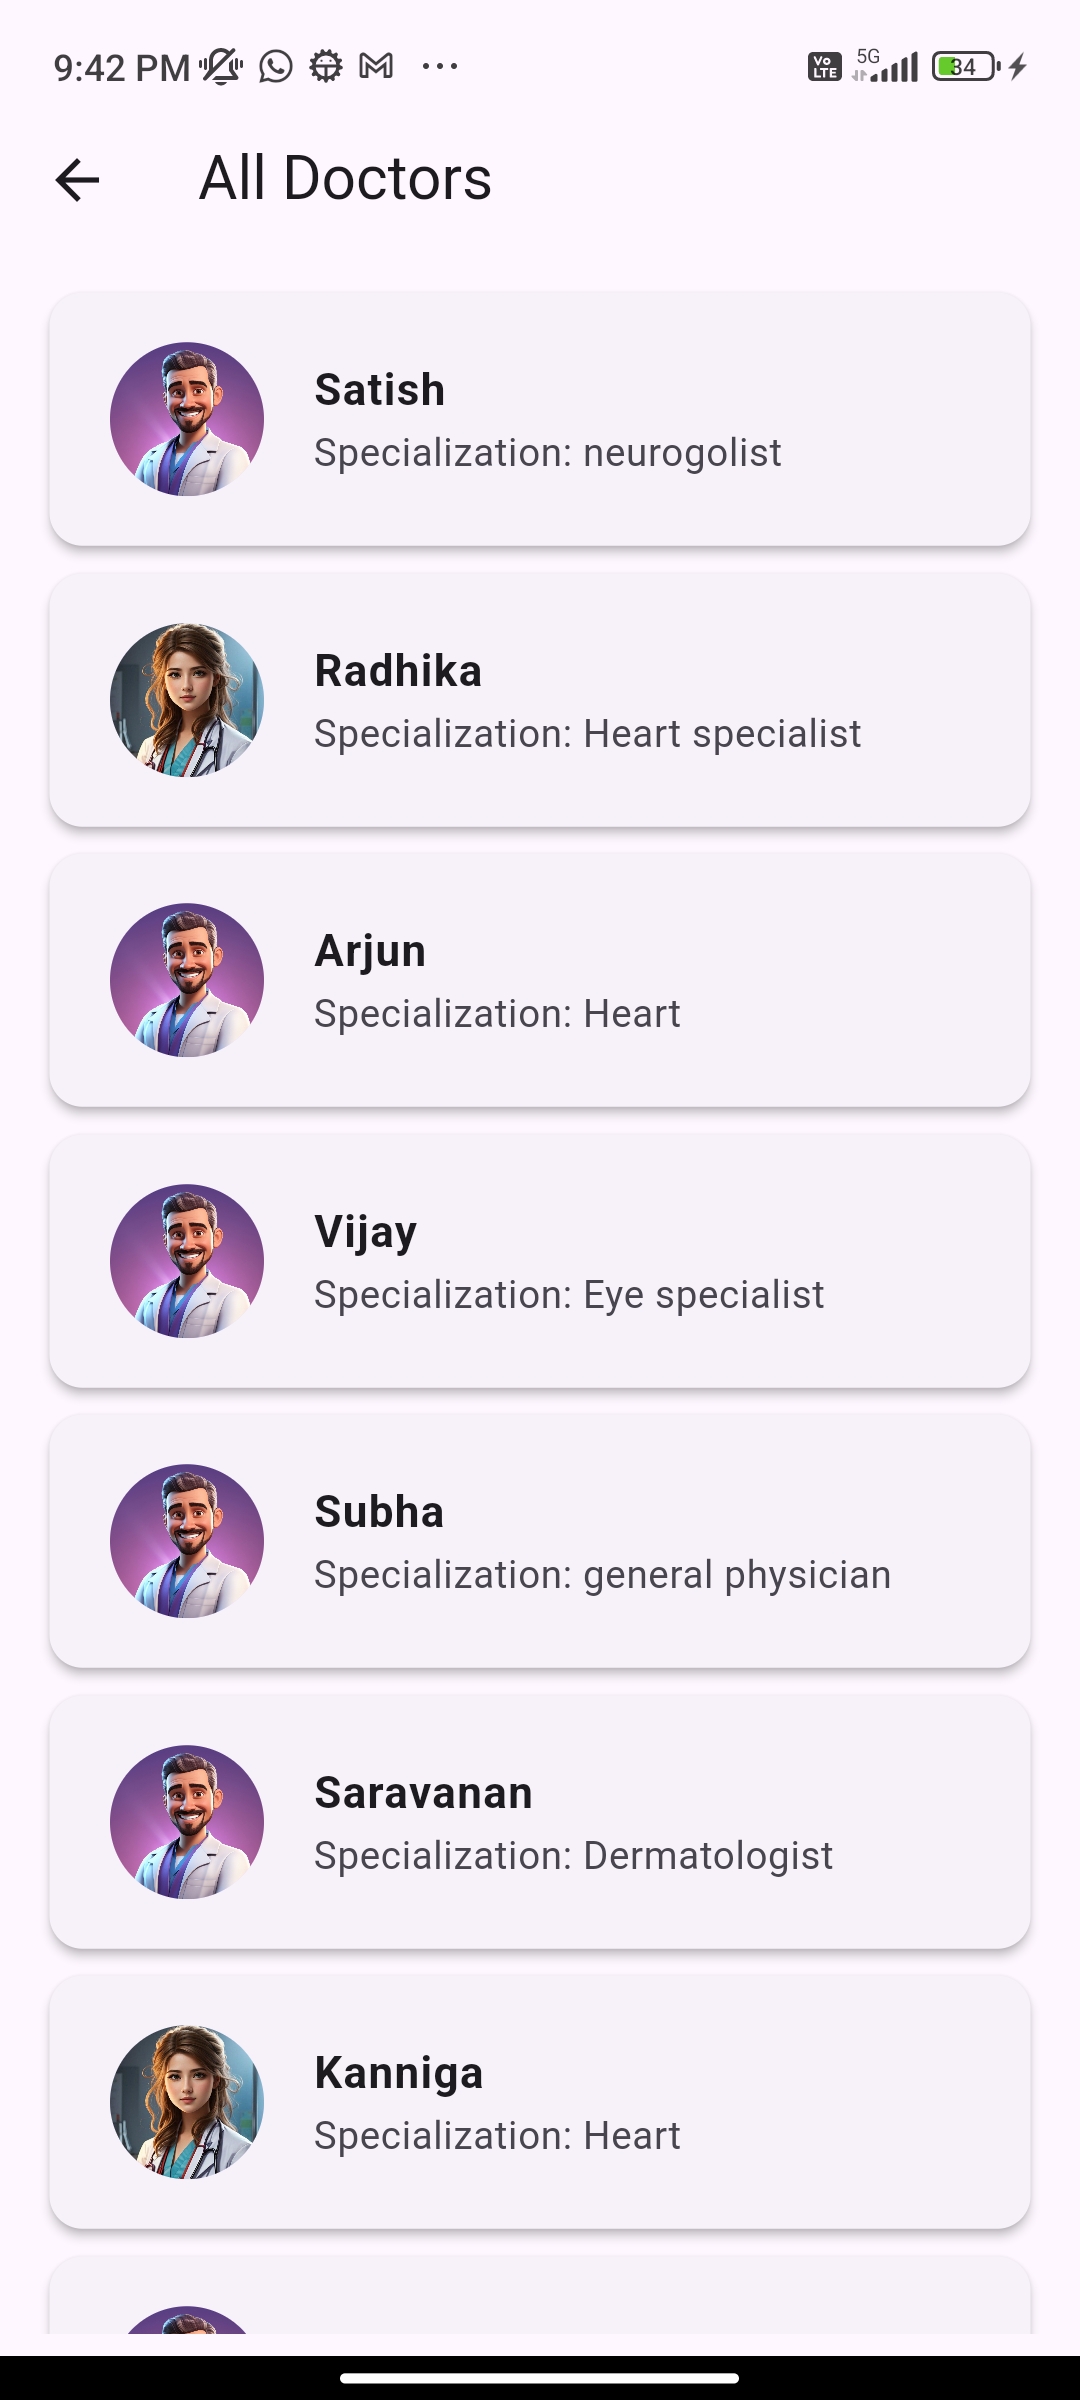 9:42 PM
Vo LTE 5G 34
All Doctors
Satish
Specialization: neurogolist
Radhika
Specialization: Heart specialist
Arjun
Specialization: Heart
Vijay
Specialization: Eye specialist
Subha
Specialization: general physician
Saravanan
Specialization: Dermatologist
Kanniga
Specialization: Heart